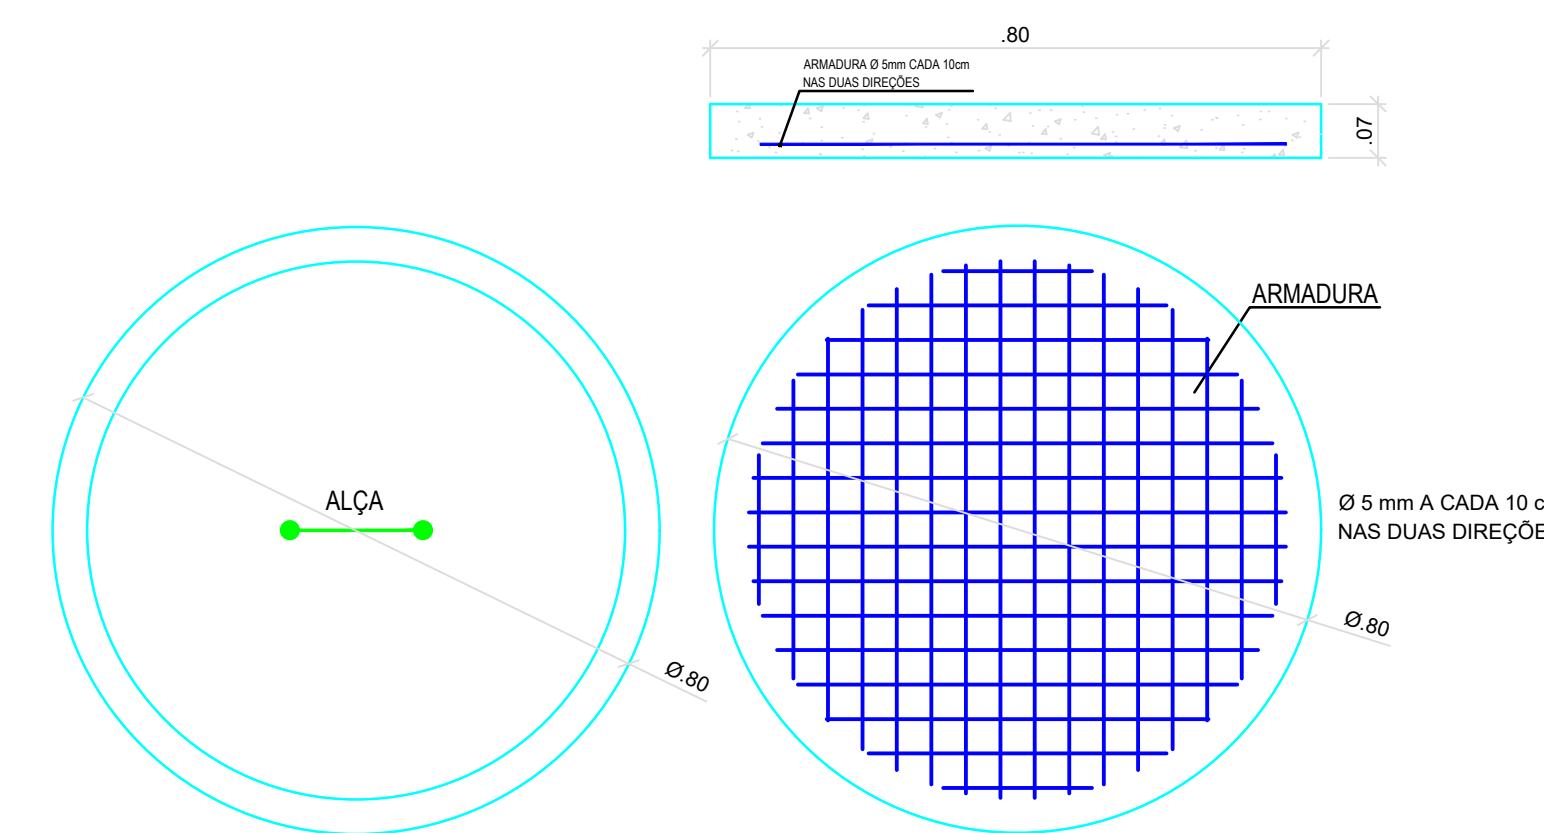 .80
ARMADURA Ø 5mm CADA 10cm
NAS DUAS DIREÇÕES
.07
ARMADURA
ALÇA
Ø 5 mm A CADA 10 c
NAS DUAS DIREÇÕE
Ø.80
Ø.80